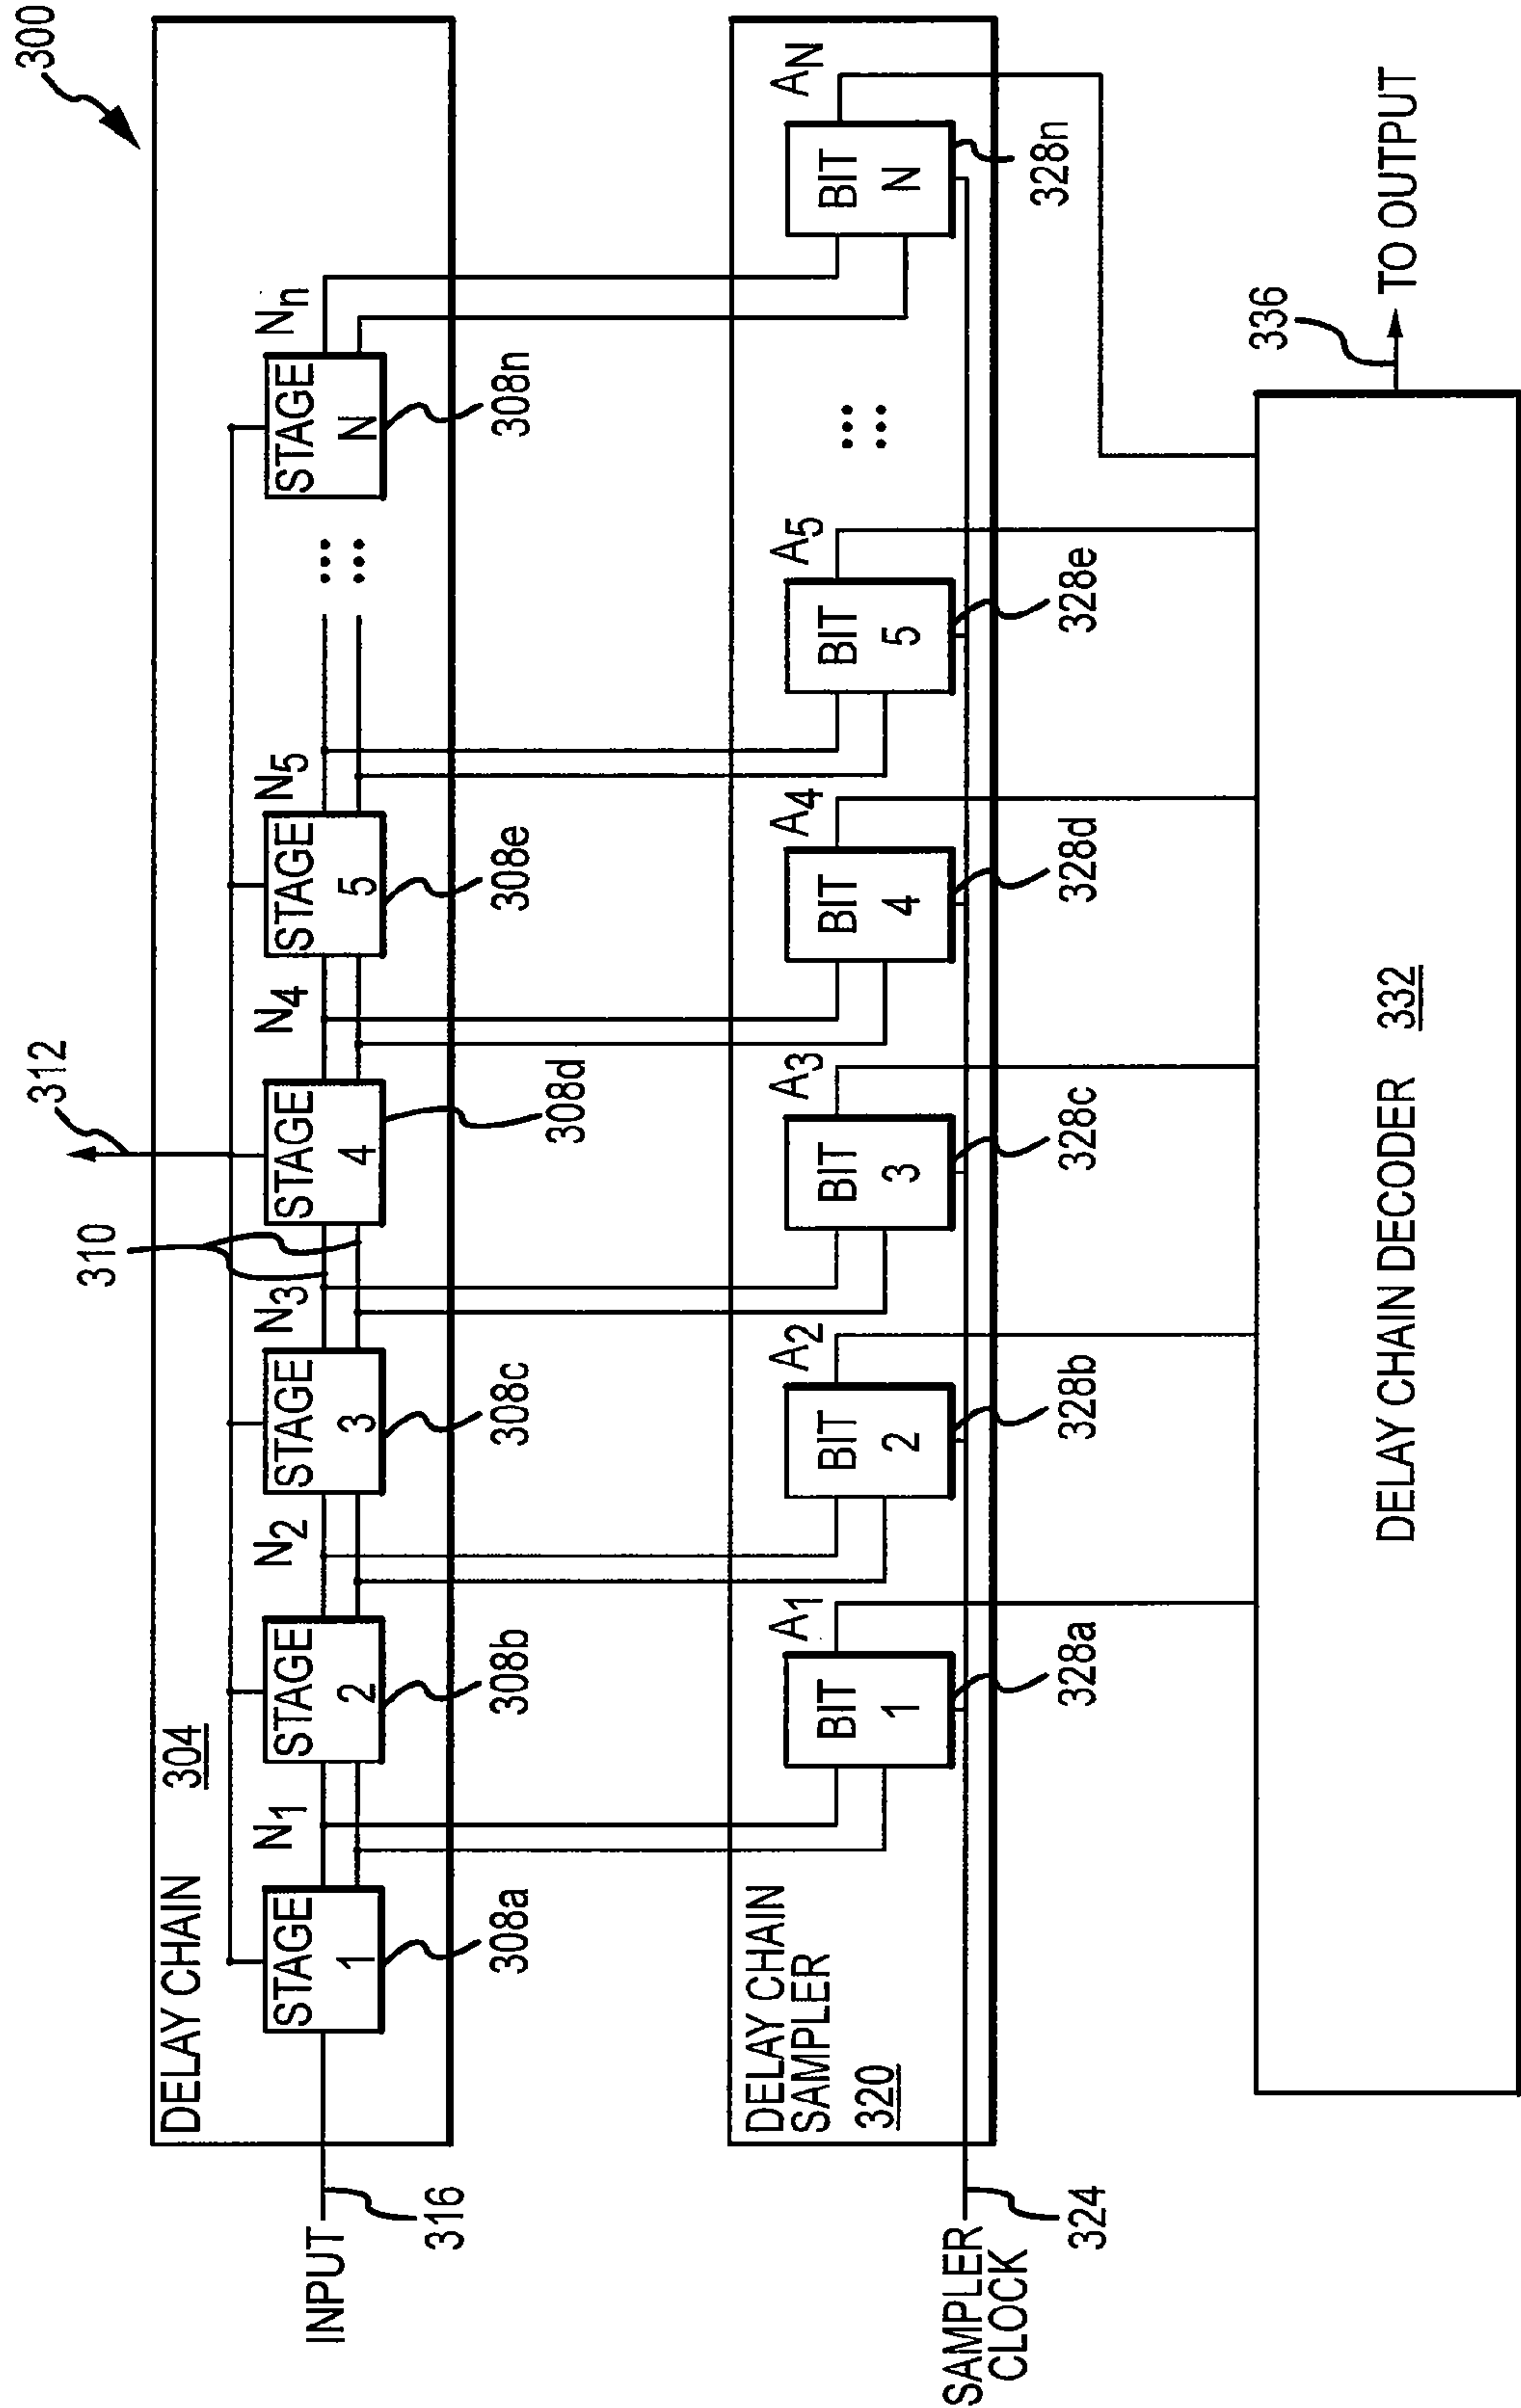 300
312
310
DELAY CHAIN 304
N1
N2
N3
N4
N5
Nn
INPUT
316
STAGE 1
STAGE 2
STAGE 3
STAGE 4
STAGE 5
STAGE N
308a
308b
308c
308d
308e
308n
DELAY CHAIN
SAMPLER
320
A1
A2
A3
A4
A5
AN
BIT 1
BIT 2
BIT 3
BIT 4
BIT 5
BIT N
SAMPLER
CLOCK
324
328a
328b
328c
328d
328e
328n
DELAY CHAIN DECODER 332
336
TO OUTPUT